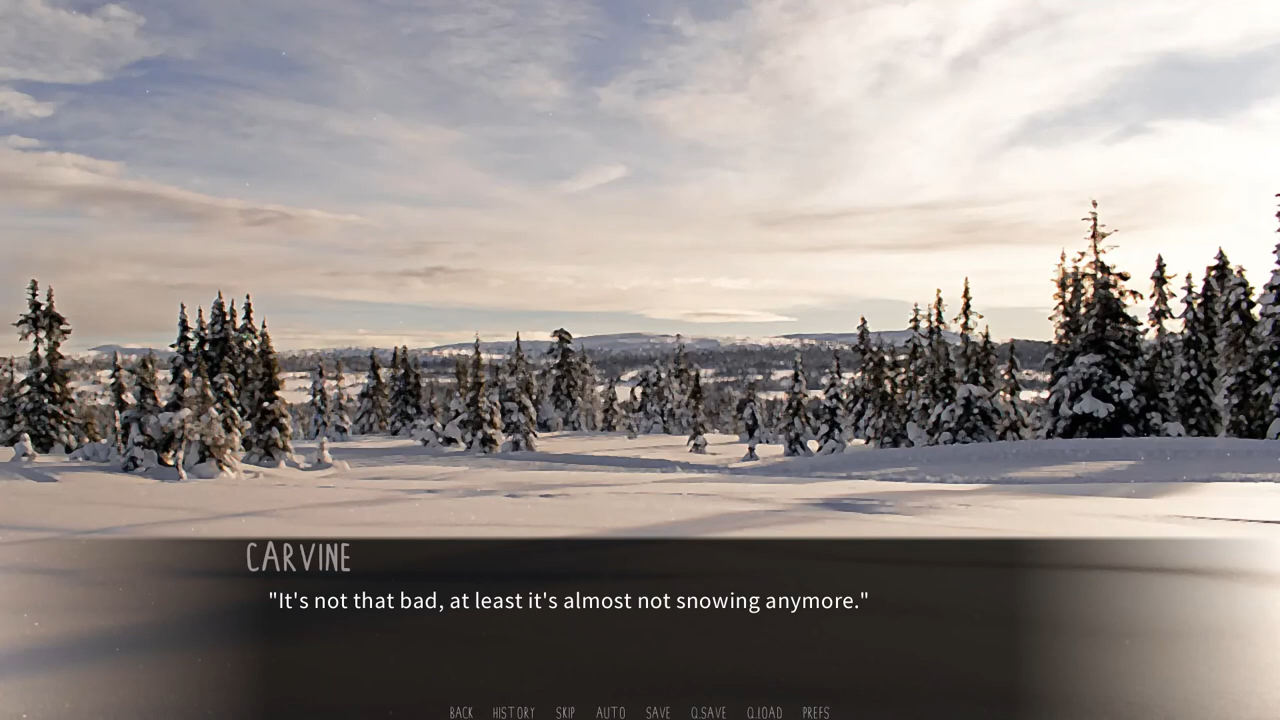 CARVINE
"It's not that bad, at least it's almost not snowing anymore."
BACK HISTORY SKIP AUTO SAVE Q.SAVE Q.LOAD PREFS